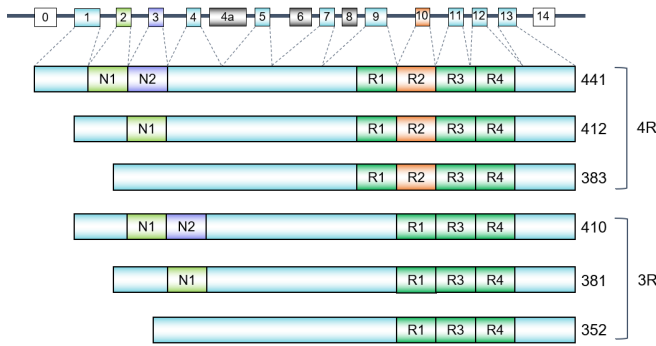 0 1 2 3 4 4a 5 6 7 8 9 10 11 12 13 14
N1 N2 R1 R2 R3 R4 441
N1 R1 R2 R3 R4 412
4R
R1 R2 R3 R4 383
N1 N2 R1 R3 R4 410
N1 R1 R3 R4 381
3R
R1 R3 R4 352